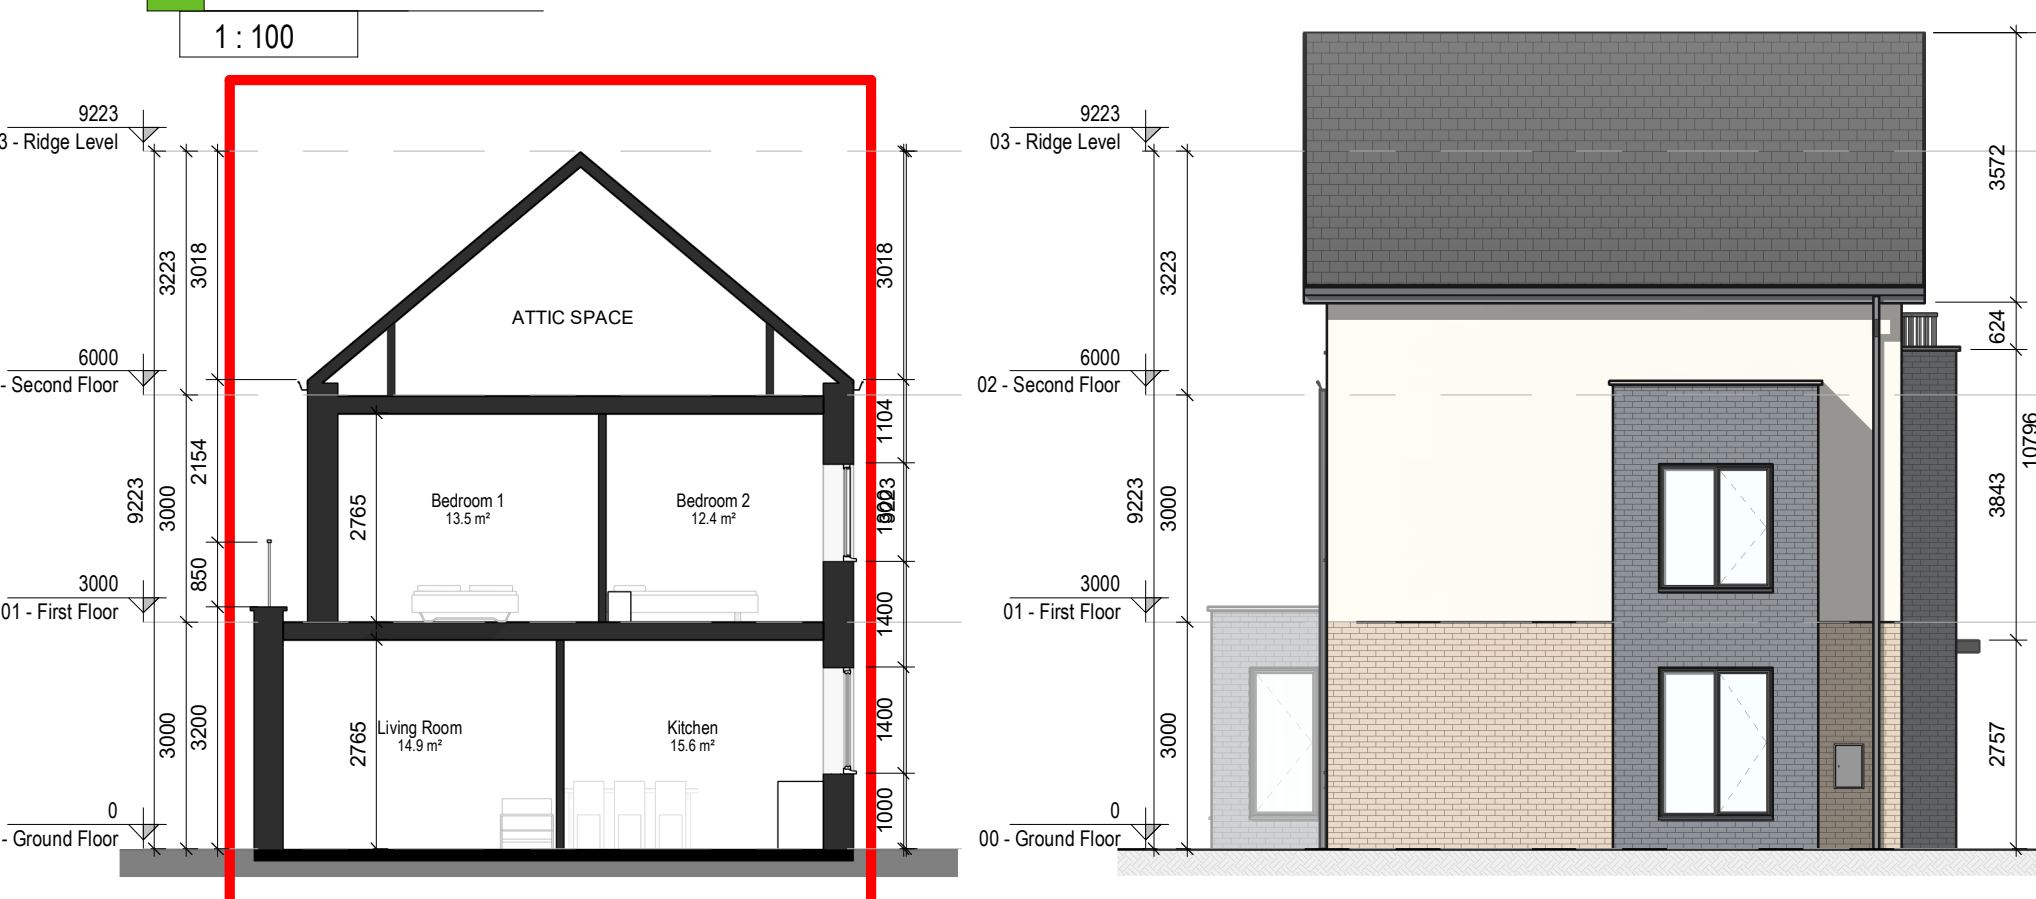 1 : 100
9223
3 - Ridge Level
3223
3018
6000
- Second Floor
2154
9223
3000
850
3000
01 - First Floor
3000
3200
0
- Ground Floor
ATTIC SPACE
2765
Bedroom 1
13.5 m²
Bedroom 2
12.4 m²
2765
Living Room
14.9 m²
Kitchen
15.6 m²
3018
1104
9223
1400
1400
1000
9223
03 - Ridge Level
3223
6000
02 - Second Floor
9223
3000
3000
01 - First Floor
3000
0
00 - Ground Floor
3572
624
10796
3843
2757